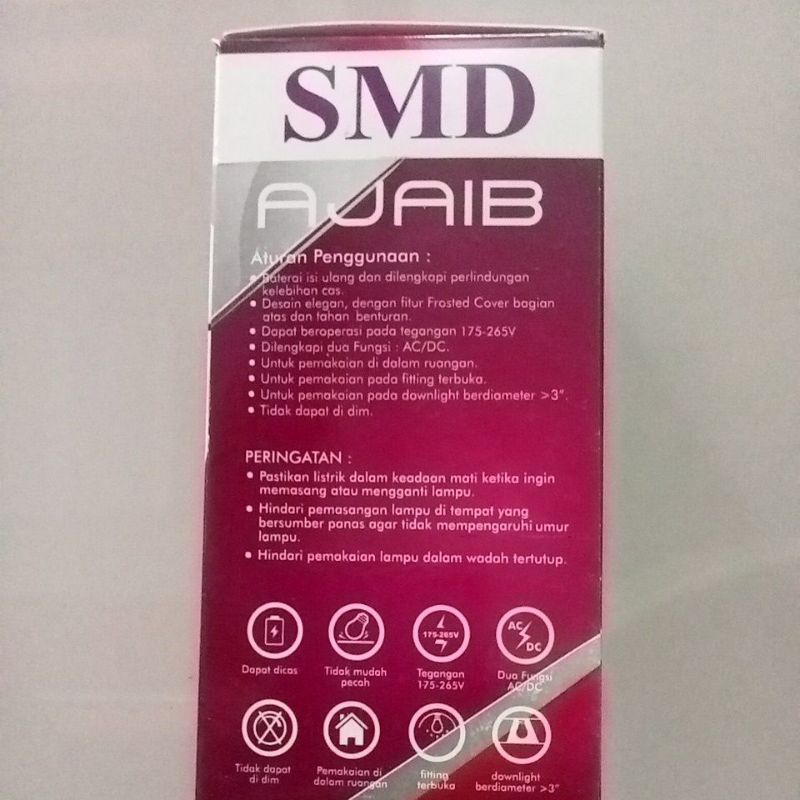 SMD
AJAIB
Aturan Penggunaan :
• Baterai isi ulang dan dilengkapi perlindungan
kelebihan cas.
• Desain elegan, dengan fitur Frosted Cover bagian
atas dan tahan benturan.
• Dapat beroperasi pada tegangan 175-265V
• Dilengkapi dua Fungsi : AC/DC.
• Untuk pemakaian di dalam ruangan.
• Untuk pemakaian pada fitting terbuka.
• Untuk pemakaian pada downlight berdiameter >3".
• Tidak dapat di dim.
PERINGATAN :
• Pastikan listrik dalam keadaan mati ketika ingin
memasang atau mengganti lampu.
• Hindari pemasangan lampu di tempat yang
bersumber panas agar tidak mempengaruhi umur
lampu.
• Hindari pemakaian lampu dalam wadah tertutup.
175-265V
AC
DC
Dapat dicas
Tidak mudah
pecah
Tegangan
175-265V
Dua Fungsi
AC/DC
Tidak dapat
di dim
Pemakaian di
dalam ruangan
fitting
terbuka
downlight
berdiameter >3"